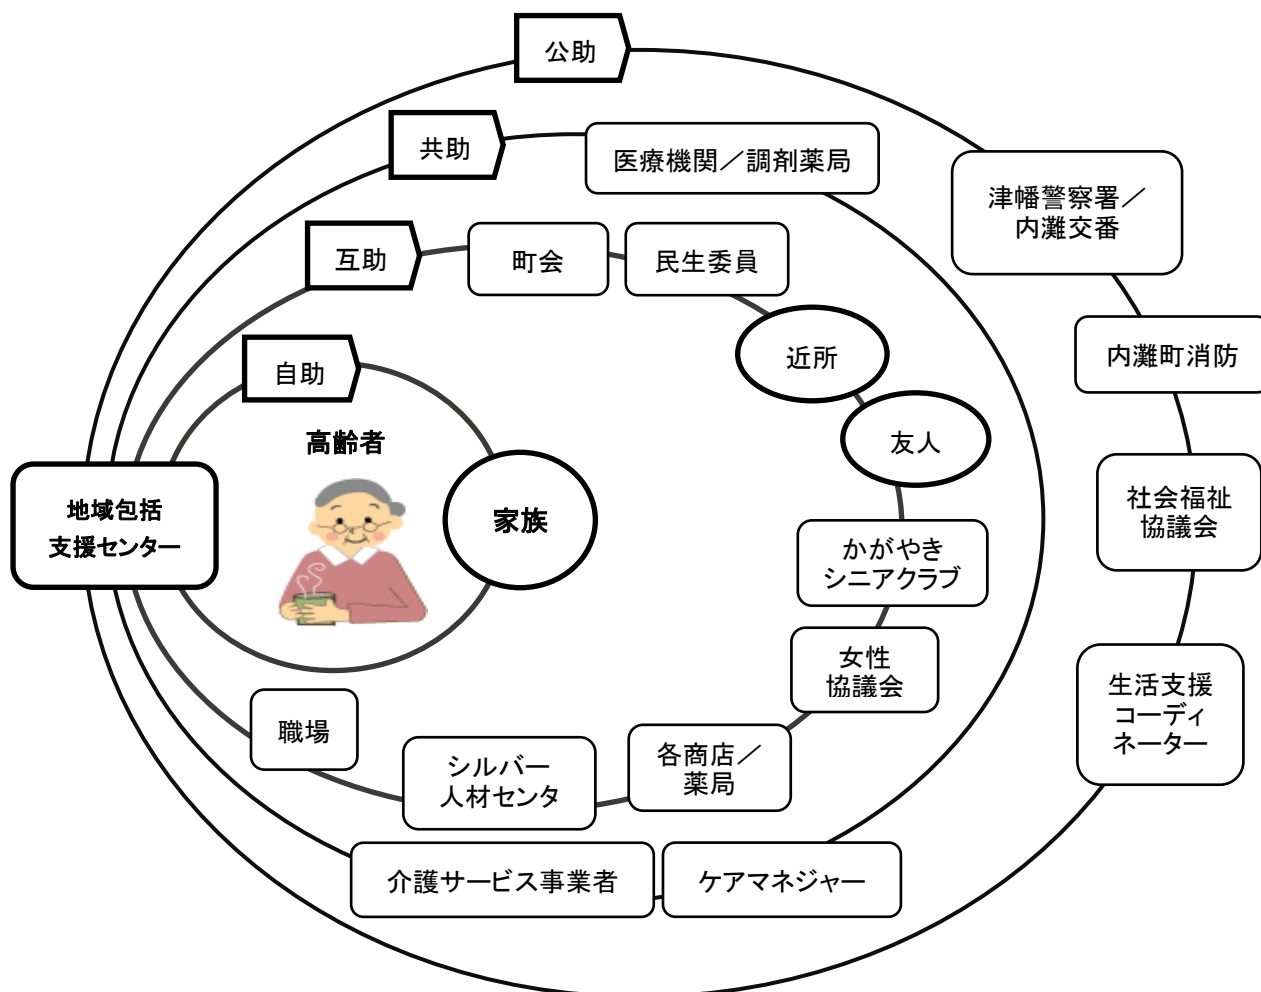 公助
共助
医療機関／調剤薬局
津幡警察署／
内灘交番
互助
町会
民生委員
近所
内灘町消防
自助
友人
高齢者
地域包括
支援センター
家族
社会福祉
協議会
かがやき
シニアクラブ
女性
協議会
生活支援
コーディ
ネーター
職場
シルバー
人材センタ
各商店／
薬局
介護サービス事業者
ケアマネジャー